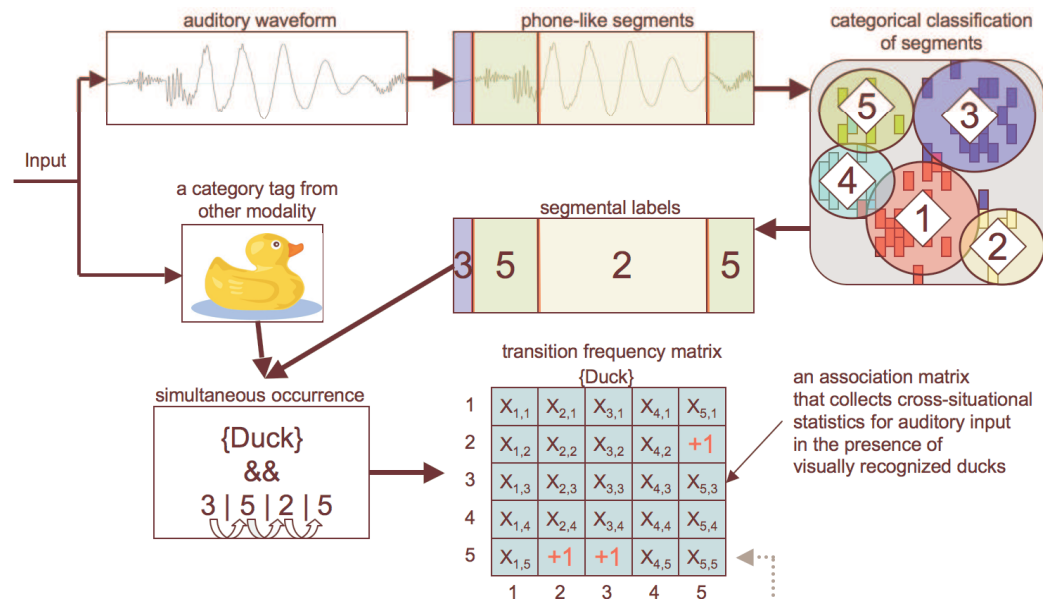 auditory waveform
phone-like segments
categorical classification
of segments
5
3
4
1
2
Input
a category tag from
other modality
segmental labels
3 5 2 5
simultaneous occurrence
{Duck}
&&
3 | 5 | 2 | 5
transition frequency matrix
{Duck}
1 X1,1 X2,1 X3,1 X4,1 X5,1
2 X1,2 X2,2 X3,2 X4,2 +1
3 X1,3 X2,3 X3,3 X4,3 X5,3
4 X1,4 X2,4 X3,4 X4,4 X5,4
5 X1,5 +1 +1 X4,5 X5,5
1 2 3 4 5
an association matrix
that collects cross-situational
statistics for auditory input
in the presence of
visually recognized ducks